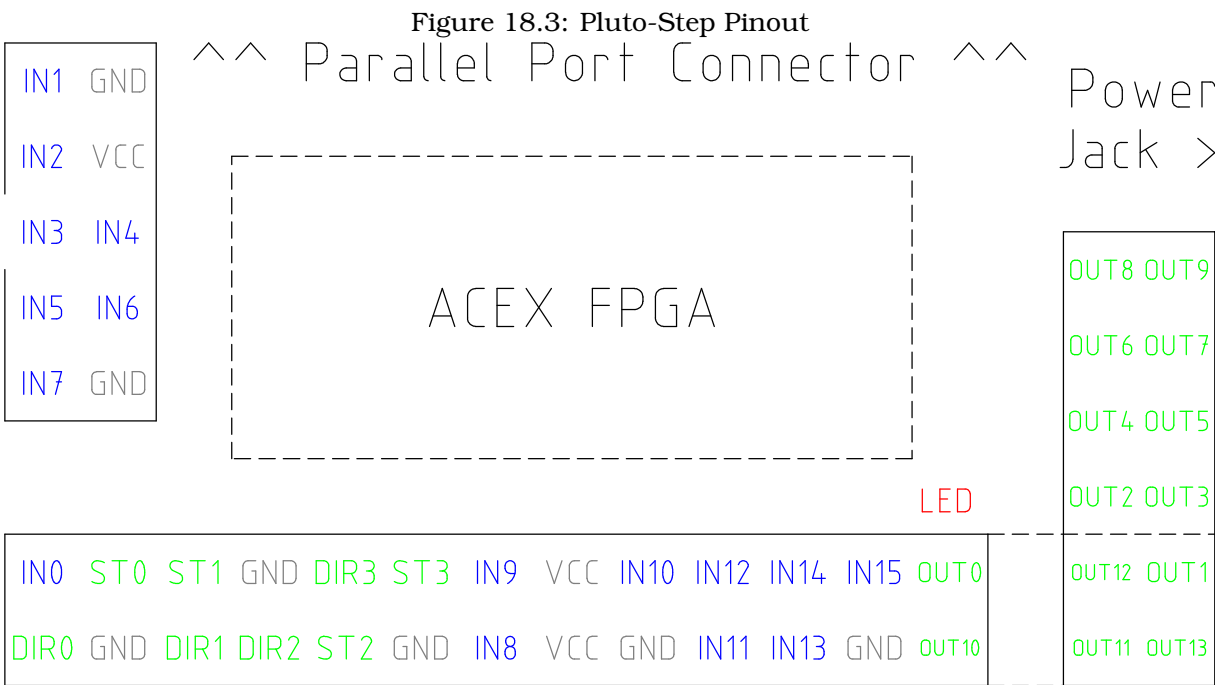 Figure 18.3: Pluto-Step Pinout
^^ Parallel Port Connector ^^
Power
Jack >
IN1 GND
IN2 VCC
IN3 IN4
IN5 IN6
IN7 GND
ACEX FPGA
OUT8 OUT9
OUT6 OUT7
OUT4 OUT5
OUT2 OUT3
LED
IN0 ST0 ST1 GND DIR3 ST3 IN9 VCC IN10 IN12 IN14 IN15 OUT0
OUT12 OUT1
DIR0 GND DIR1 DIR2 ST2 GND IN8 VCC GND IN11 IN13 GND OUT10
OUT11 OUT13